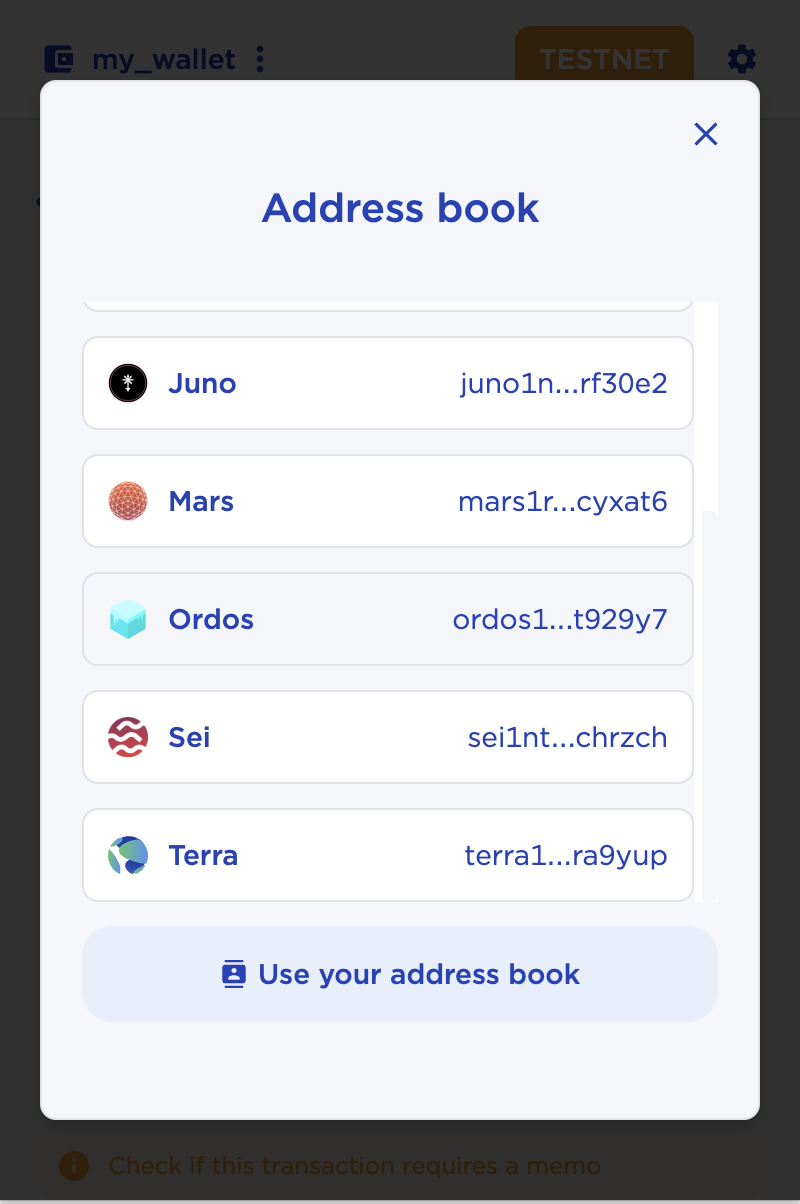 my_wallet
TESTNET
Address book
Juno juno1n...rf30e2
Mars mars1r...cyxat6
Ordos ordos1...t929y7
Sei sei1nt...chrzch
Terra terra1...ra9yup
Use your address book
Check if this transaction requires a memo